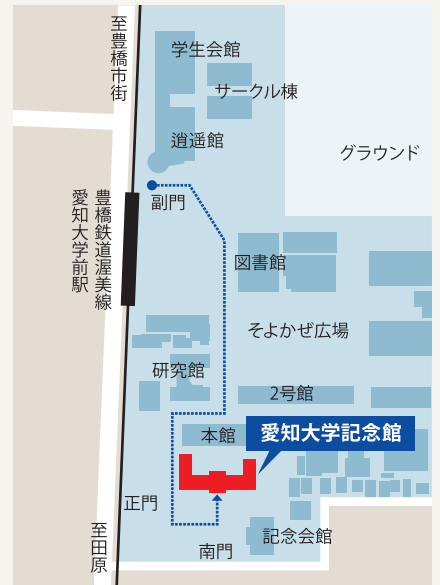 至豊橋市街
学生会館
サークル棟
逍遥館
グラウンド
副門
豊橋鉄道渥美線
愛知大学前駅
図書館
そよかぜ広場
研究館
2号館
本館
愛知大学記念館
正門
至田原
南門
記念会館